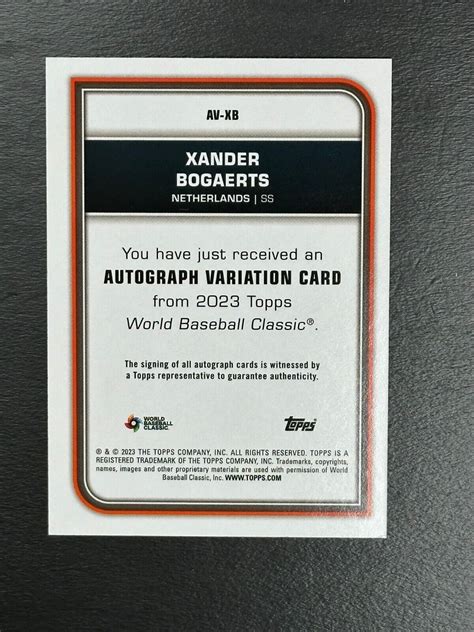 AV-XB
XANDER
BOGAERTS
NETHERLANDS | SS
You have just received an
AUTOGRAPH VARIATION CARD
from 2023 Topps
World Baseball Classic®.
The signing of all autograph cards is witnessed by
a Topps representative to guarantee authenticity.
WORLD
BASEBALL
CLASSIC
Topps
® & © 2023 THE TOPPS COMPANY, INC. ALL RIGHTS RESERVED. TOPPS IS A
REGISTERED TRADEMARK OF THE TOPPS COMPANY, INC. Trademarks, copyrights,
names, images and other proprietary materials are used with permission of World
Baseball Classic, Inc. WWW.TOPPS.COM